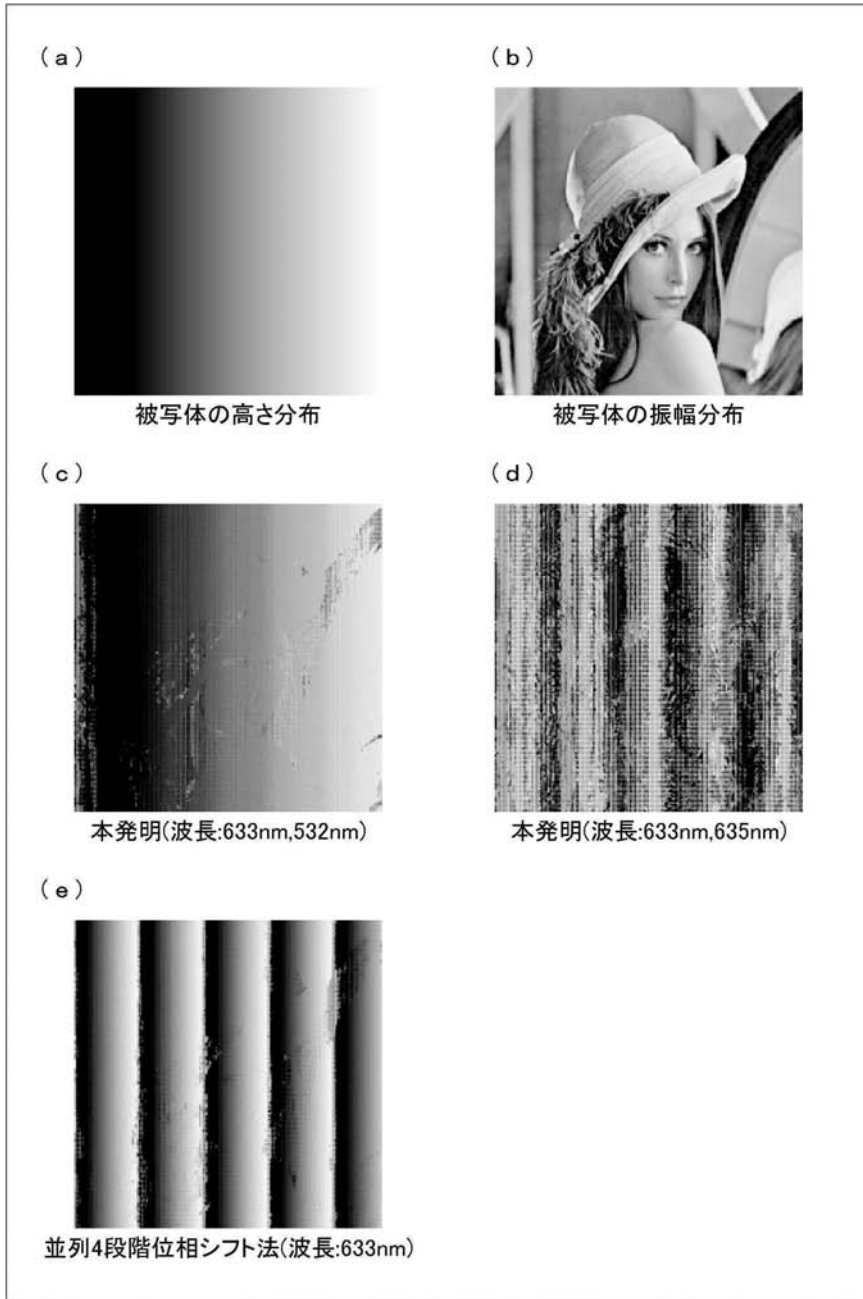 (a)
(b)
被写体の高さ分布
被写体の振幅分布
(c)
(d)
本発明(波長:633nm,532nm)
本発明(波長:633nm,635nm)
(e)
並列4段階位相シフト法(波長:633nm)